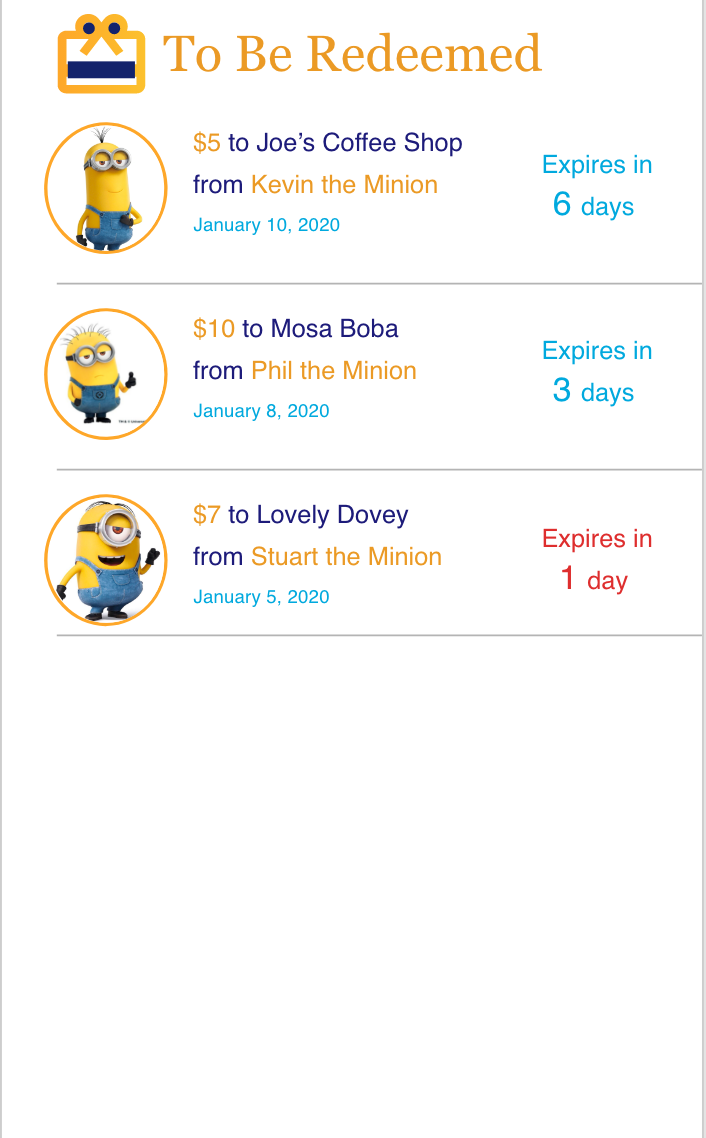 To Be Redeemed
$5 to Joe’s Coffee Shop
from Kevin the Minion
January 10, 2020
Expires in
6 days
$10 to Mosa Boba
from Phil the Minion
January 8, 2020
Expires in
3 days
$7 to Lovely Dovey
from Stuart the Minion
January 5, 2020
Expires in
1 day